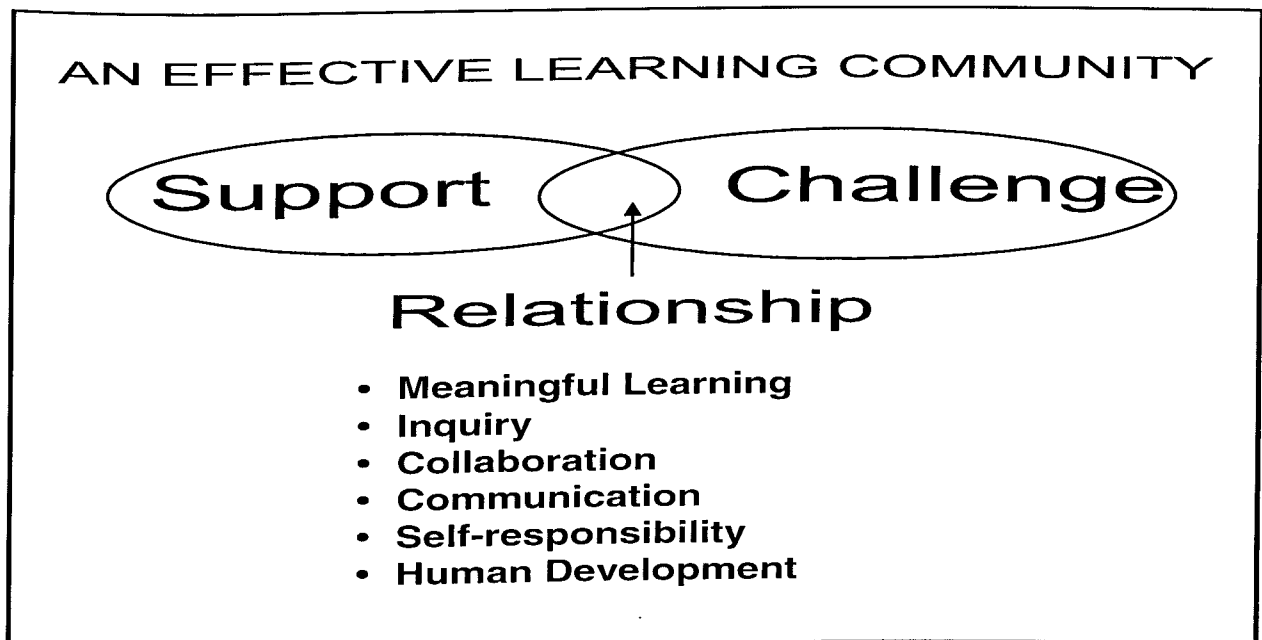 AN EFFECTIVE LEARNING COMMUNITY
Support
Challenge
Relationship
• Meaningful Learning
• Inquiry
• Collaboration
• Communication
• Self-responsibility
• Human Development